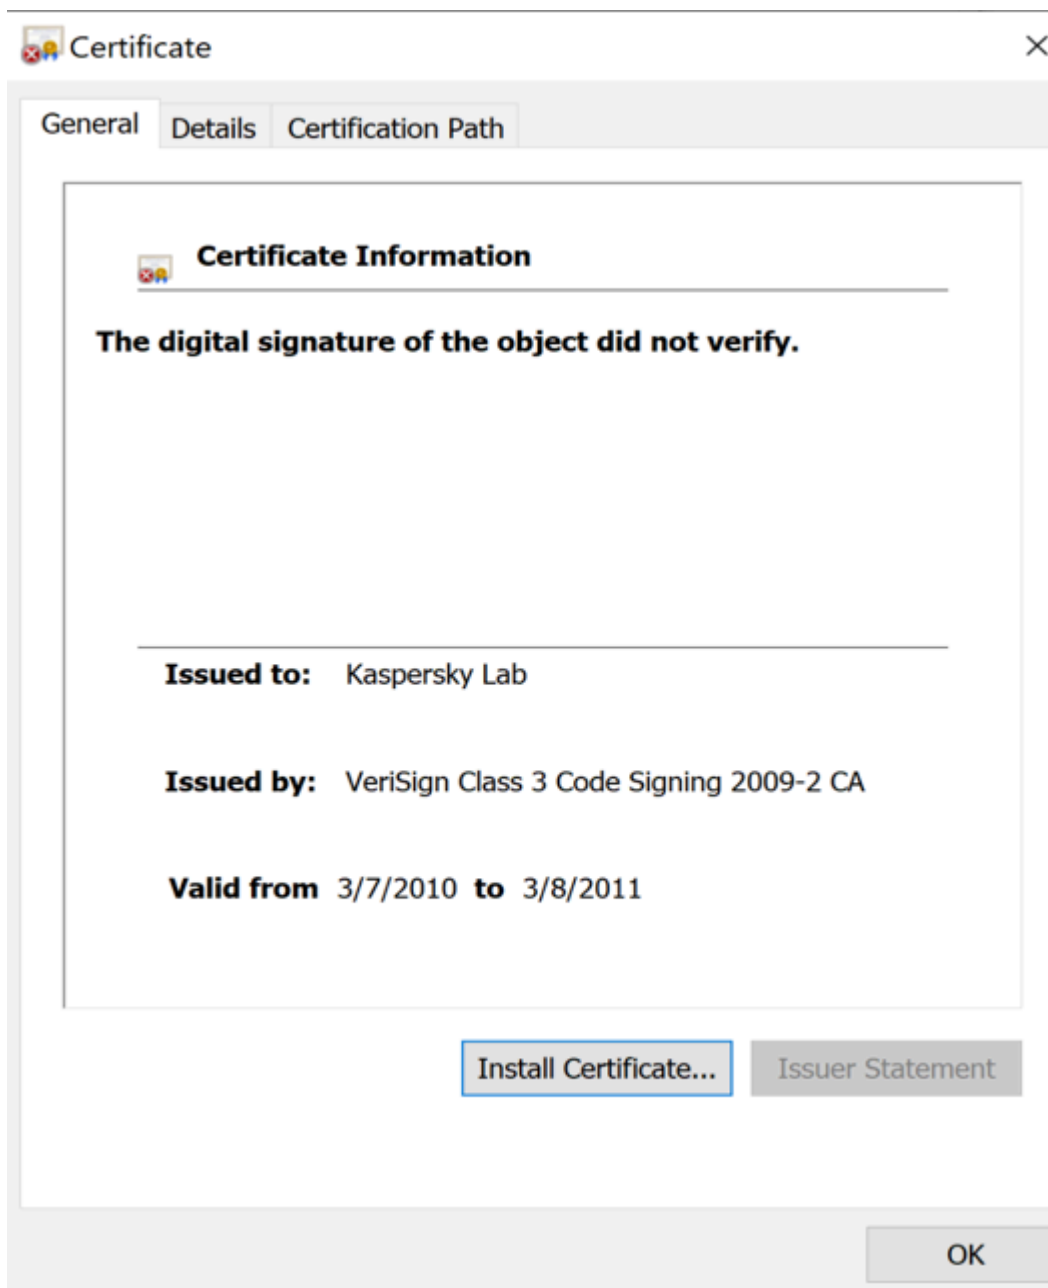 Certificate
General Details Certification Path
Certificate Information
The digital signature of the object did not verify.
Issued to: Kaspersky Lab
Issued by: VeriSign Class 3 Code Signing 2009-2 CA
Valid from 3/7/2010 to 3/8/2011
Install Certificate... Issuer Statement
OK